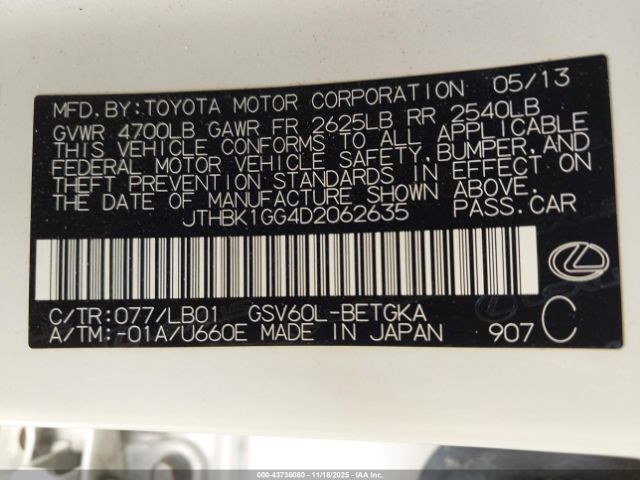 MFD.BY:TOYOTA MOTOR CORPORATION 05/13
GVWR 4700LB GAWR FR 2625LB RR 2540LB
THIS VEHICLE CONFORMS TO ALL APPLICABLE
FEDERAL MOTOR VEHICLE SAFETY,BUMPER,AND
THEFT PREVENTION STANDARDS IN EFFECT ON
THE DATE OF MANUFACTURE SHOWN ABOVE.
JTHBK1GG4D2062635 PASS.CAR
C/TR:077/LB01 GSV60L-BETGKA
A/TM:-01A/U660E MADE IN JAPAN 907 C
000-43736060 - 11/18/2025 - IAAI.CA